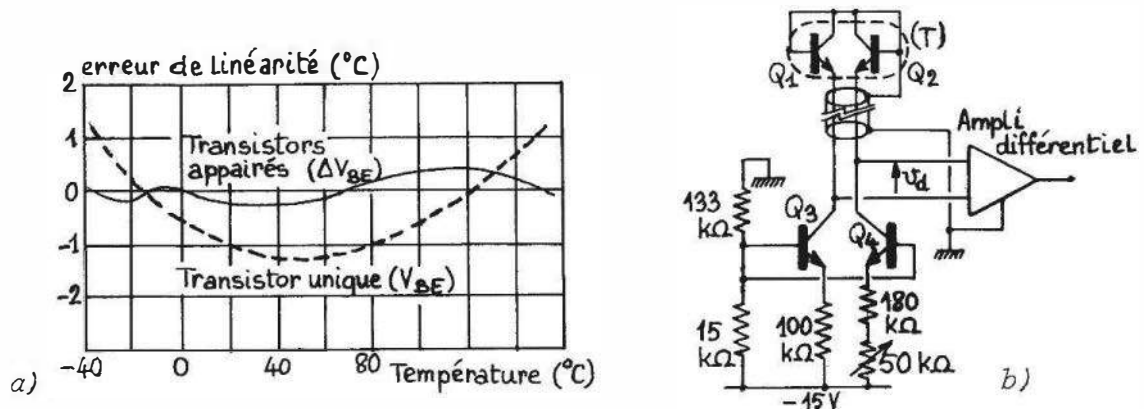 erreur de linéarité (°C)
2
1
0
-1
-2
Transistors
appairés (ΔVBE)
Transistor unique (VBE)
-40
0
40
80
Température (°C)
a)
(T)
Q1
Q2
Ampli
différentiel
vd
133
kΩ
Q3
Q4
15
kΩ
100
kΩ
180
kΩ
50 kΩ
-15V
b)